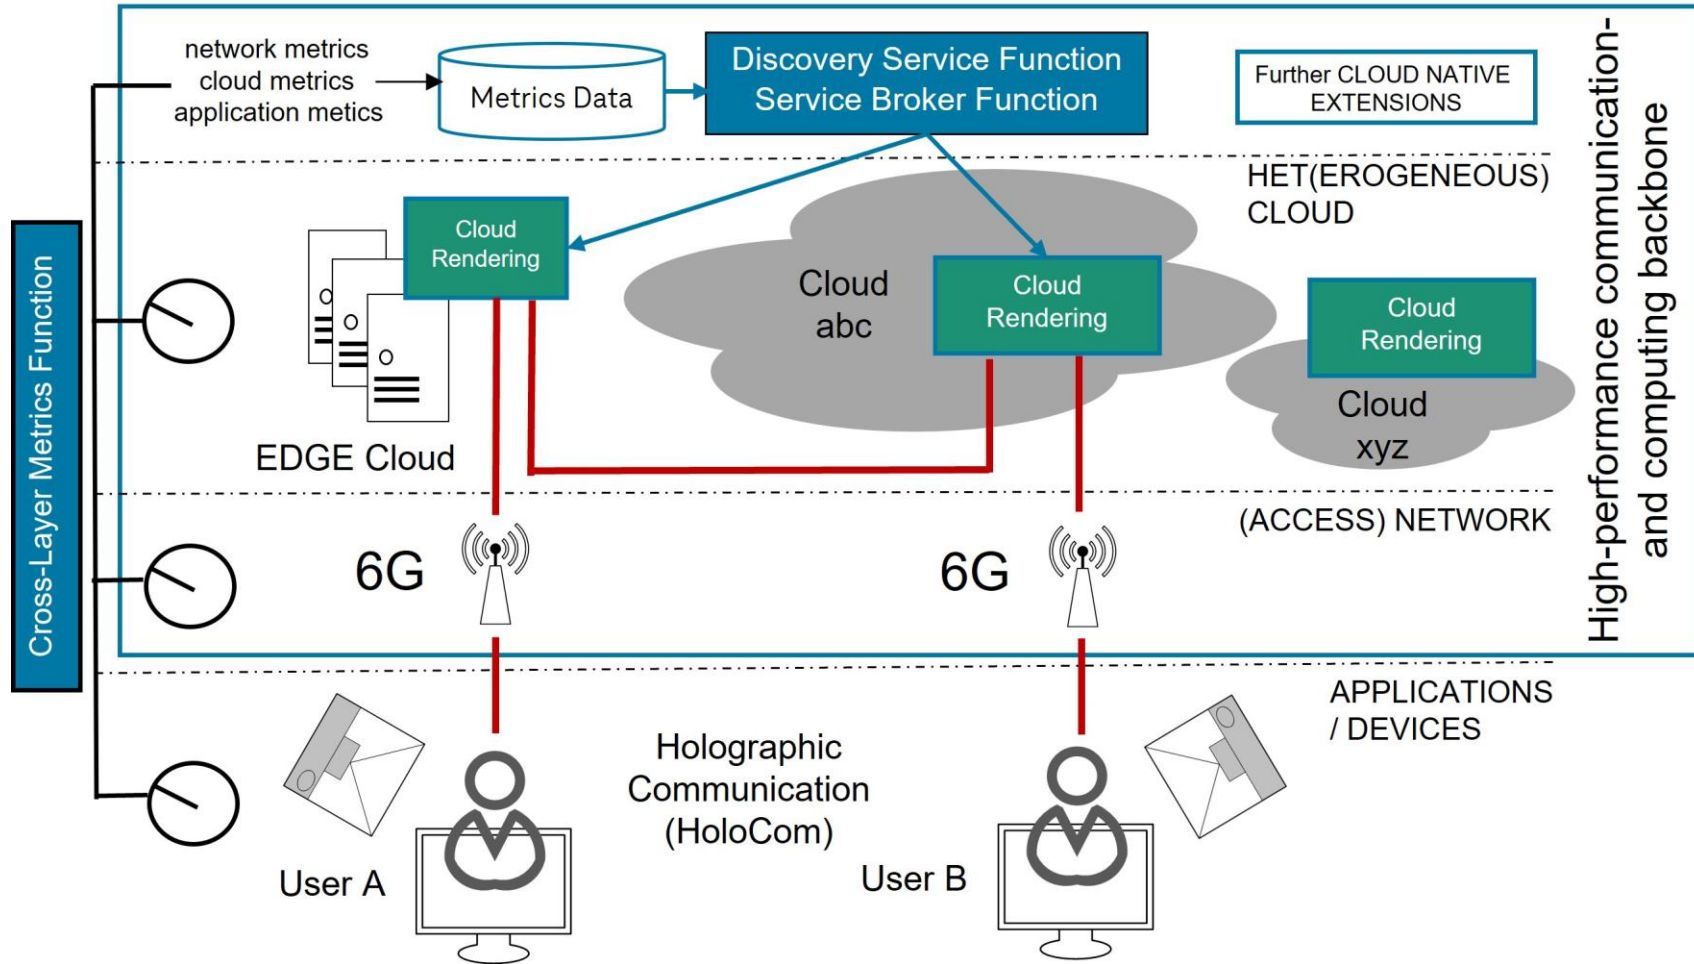 network metrics
cloud metrics
application metics
Metrics Data
Discovery Service Function
Service Broker Function
Further CLOUD NATIVE
EXTENSIONS
High-performance communication-
and computing backbone
HET(EROGENEOUS)
CLOUD
Cross-Layer Metrics Function
Cloud
Rendering
Cloud
abc
Cloud
Rendering
Cloud
Rendering
Cloud
xyz
EDGE Cloud
(ACCESS) NETWORK
6G
6G
APPLICATIONS
/ DEVICES
Holographic
Communication
(HoloCom)
User A
User B